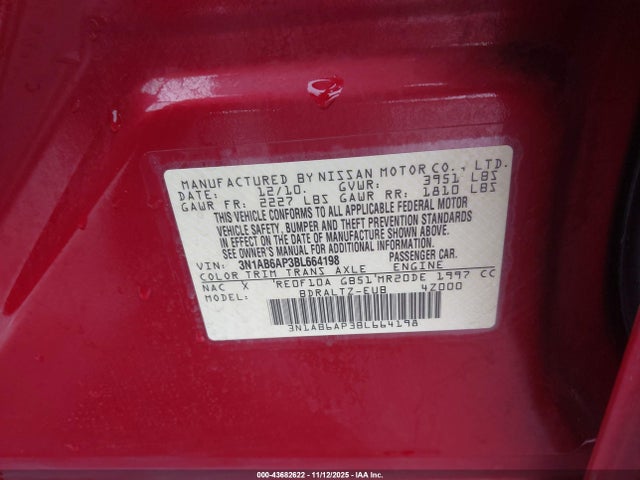 MANUFACTURED BY NISSAN MOTOR CO., LTD.
DATE: 12/10. GVWR: 3951 LBS
GAWR FR: 2227 LBS GAWR RR: 1810 LBS
THIS VEHICLE CONFORMS TO ALL APPLICABLE FEDERAL MOTOR
VEHICLE SAFETY, BUMPER AND THEFT PREVENTION STANDARDS
IN EFFECT ON THE DATE OF MANUFACTURE SHOWN ABOVE.
SEE OWNER'S MANUAL FOR ADDITIONAL INFORMATION
VIN: 3N1AB6AP3BL664198 PASSENGER CAR.
COLOR TRIM TRANS AXLE ENGINE
NAC X RE0F10A GB51 MR20DE 1997 CC
MODEL: BDRALTZ-EUB 4Z000
3N1AB6AP3BL664198
000-43682622 - 11/12/2025 - IAA Inc.